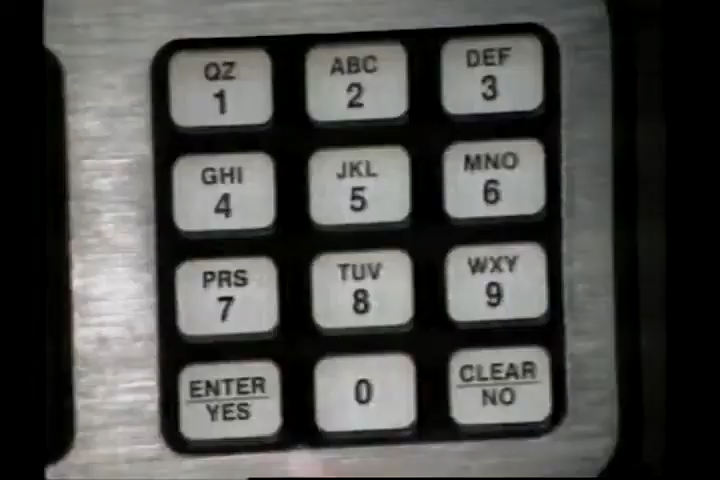 QZ ABC DEF
1 2 3
GHI JKL MNO
4 5 6
PRS TUV WXY
7 8 9
ENTER 0 CLEAR
YES NO